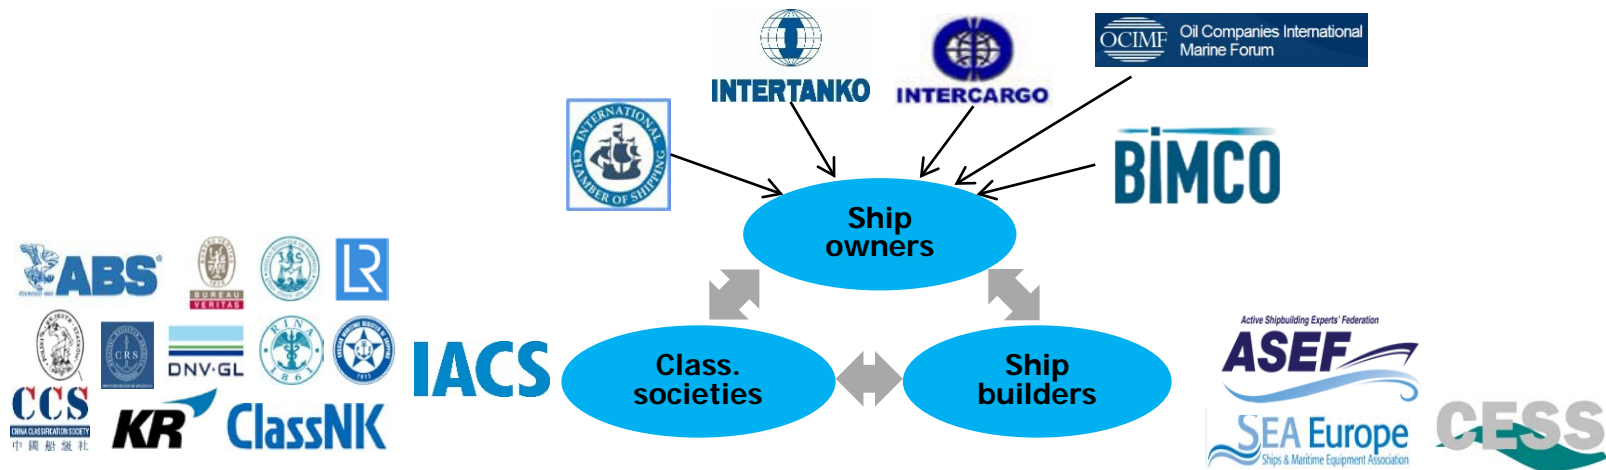 INTERTANKO
INTERCARGO
OCIMF
Oil Companies International
Marine Forum
INTERNATIONAL
CHAMBER OF SHIPPING
BIMCO
Ship
owners
ABS
BUREAU
VERITAS
LR
CRS
DNV·GL
RINA
1861
1913
CCS
CHINA CLASSIFICATION SOCIETY
中國船級社
KR
ClassNK
IACS
Class.
societies
Ship
builders
Active Shipbuilding Experts' Federation
ASEF
SEA Europe
Ships & Maritime Equipment Association
CESS